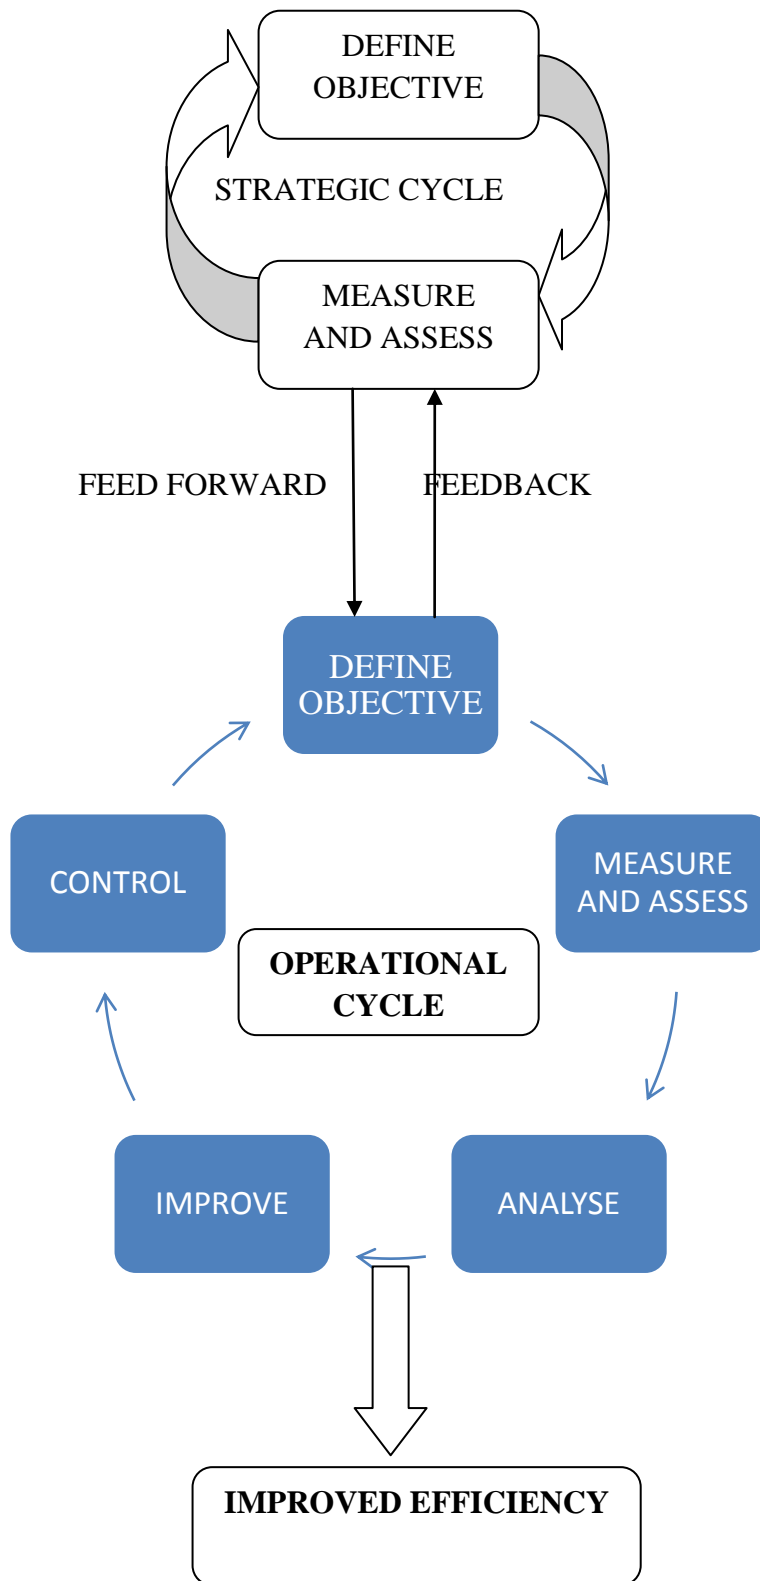 DEFINE
OBJECTIVE
STRATEGIC CYCLE
MEASURE
AND ASSESS
FEED FORWARD
FEEDBACK
DEFINE
OBJECTIVE
CONTROL
MEASURE
AND ASSESS
OPERATIONAL
CYCLE
IMPROVE
ANALYSE
IMPROVED EFFICIENCY